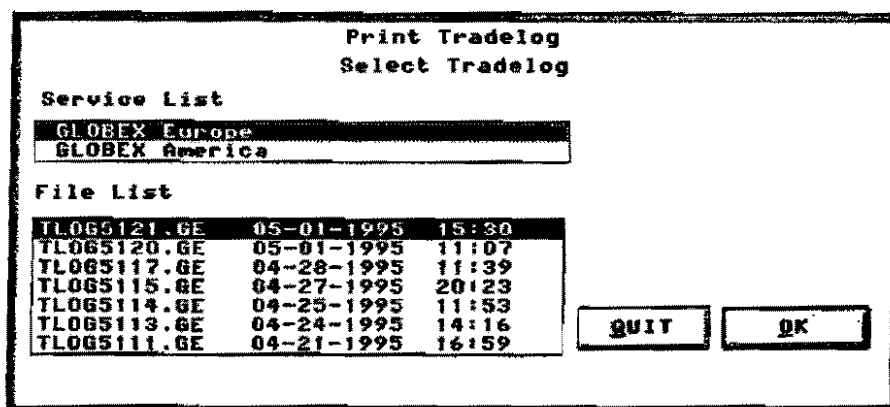 Print Tradelog
Select Tradelog
Service List
GLOBEX Europe
GLOBEX America
File List
TLOG5121.GE 05-01-1995 15:30
TLOG5120.GE 05-01-1995 11:07
TLOG5117.GE 04-28-1995 11:39
TLOG5115.GE 04-27-1995 20:23
TLOG5114.GE 04-25-1995 11:53
TLOG5113.GE 04-24-1995 14:16
TLOG5111.GE 04-21-1995 16:59
QUIT OK